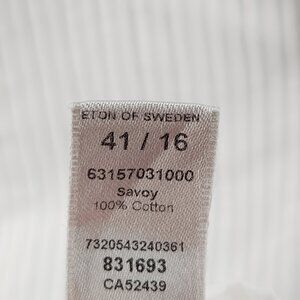 ETON OF SWEDEN
41 / 16
63157031000
Savoy
100% Cotton
7320543240361
831693
CA52439